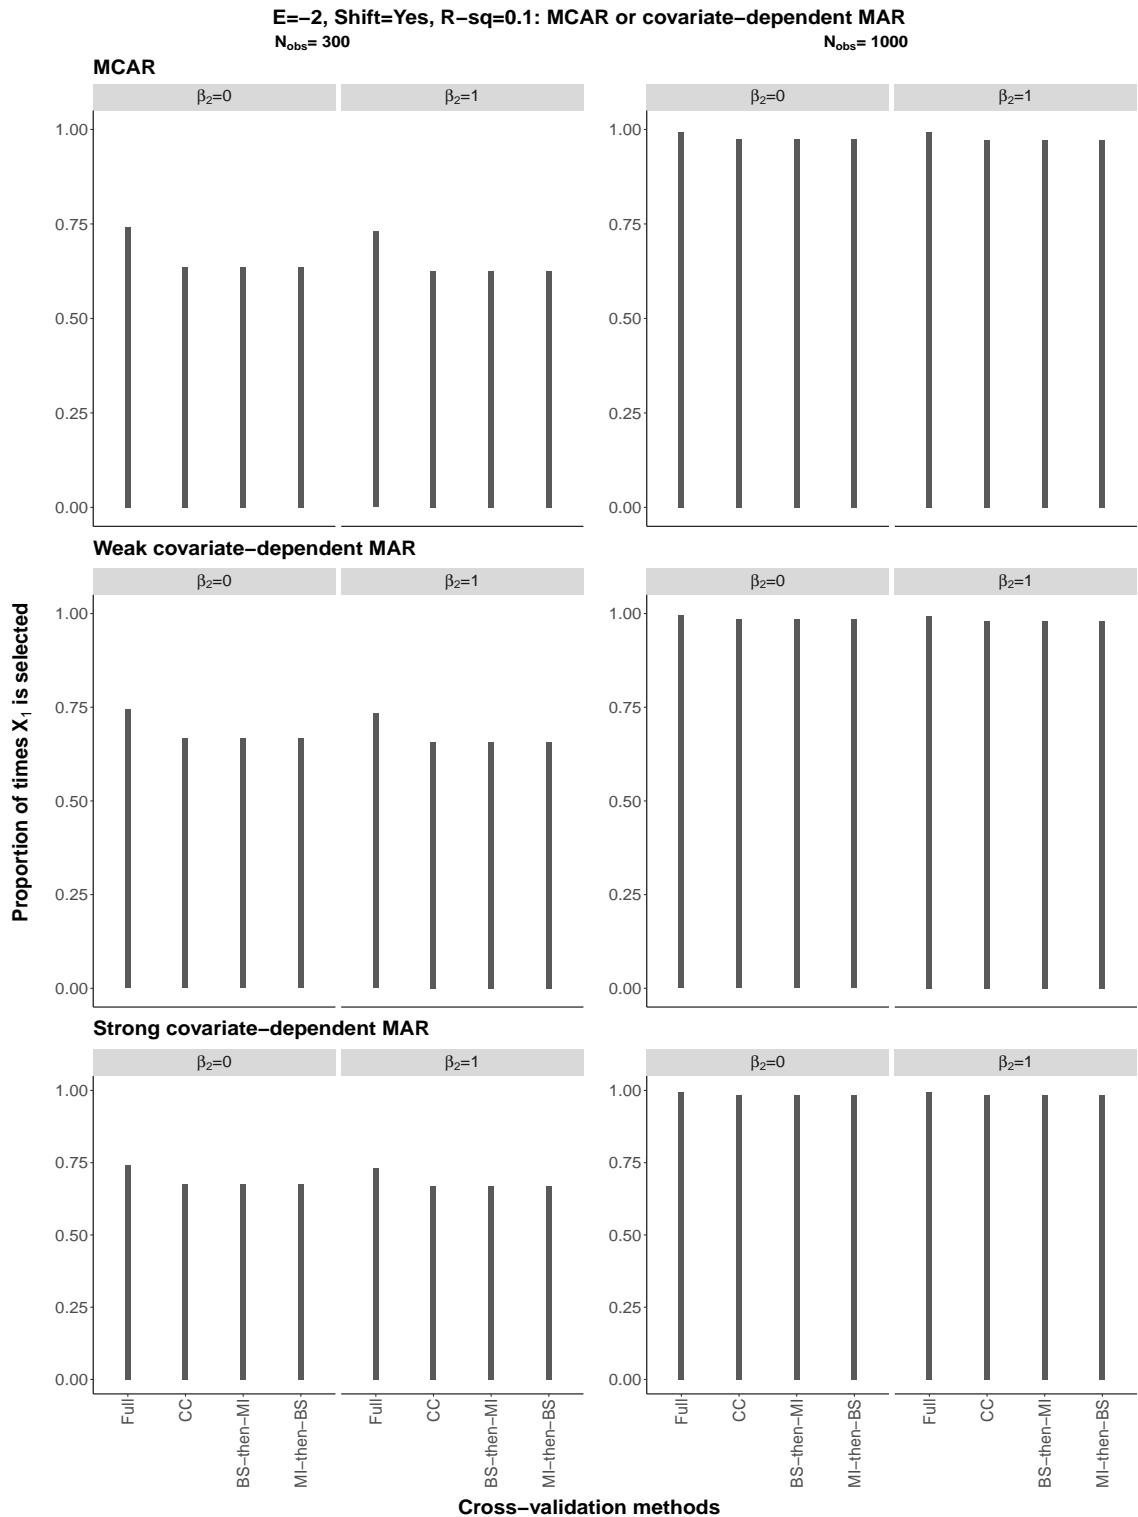 E=−2, Shift=Yes, R−sq=0.1: MCAR or covariate−dependent MAR
N_obs= 300
N_obs= 1000
MCAR
β₂=0
β₂=1
β₂=0
β₂=1
1.00
0.75
0.50
0.25
0.00
1.00
0.75
0.50
0.25
0.00
Weak covariate−dependent MAR
β₂=0
β₂=1
β₂=0
β₂=1
1.00
0.75
0.50
0.25
0.00
1.00
0.75
0.50
0.25
0.00
Strong covariate−dependent MAR
β₂=0
β₂=1
β₂=0
β₂=1
1.00
0.75
0.50
0.25
0.00
1.00
0.75
0.50
0.25
0.00
Proportion of times X₁ is selected
Full
CC
BS−then−MI
MI−then−BS
Full
CC
BS−then−MI
MI−then−BS
Full
CC
BS−then−MI
MI−then−BS
Full
CC
BS−then−MI
MI−then−BS
Cross−validation methods